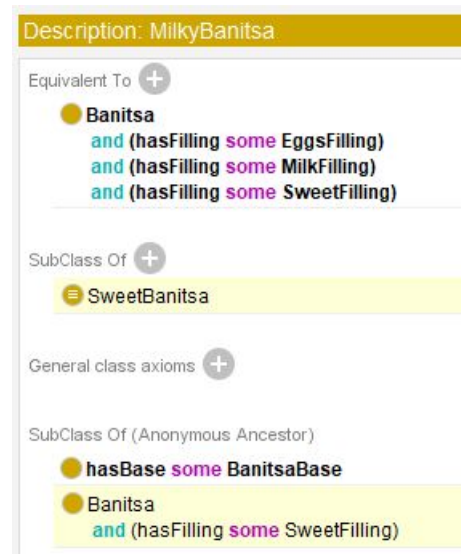 Description: MilkyBanitsa
Equivalent To
Banitsa
and (hasFilling some EggsFilling)
and (hasFilling some MilkFilling)
and (hasFilling some SweetFilling)
SubClass Of
SweetBanitsa
General class axioms
SubClass Of (Anonymous Ancestor)
hasBase some BanitsaBase
Banitsa
and (hasFilling some SweetFilling)